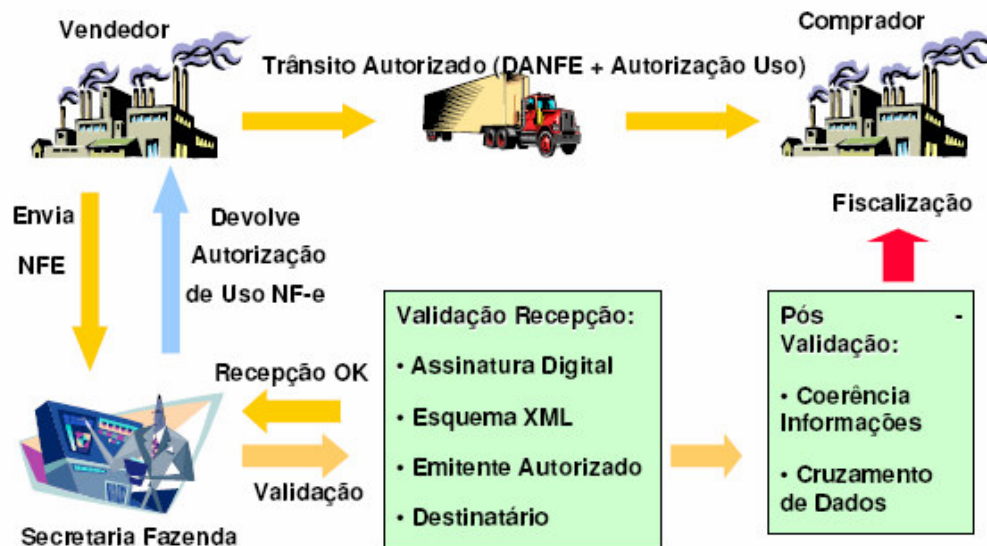 Vendedor
Comprador
Trânsito Autorizado (DANFE + Autorização Uso)
Envia
NFE
Devolve
Autorização
de Uso NF-e
Fiscalização
Recepção OK
Validação
Secretaria Fazenda
Validação Recepção:
• Assinatura Digital
• Esquema XML
• Emitente Autorizado
• Destinatário
Pós -
Validação:
• Coerência
Informações
• Cruzamento
de Dados